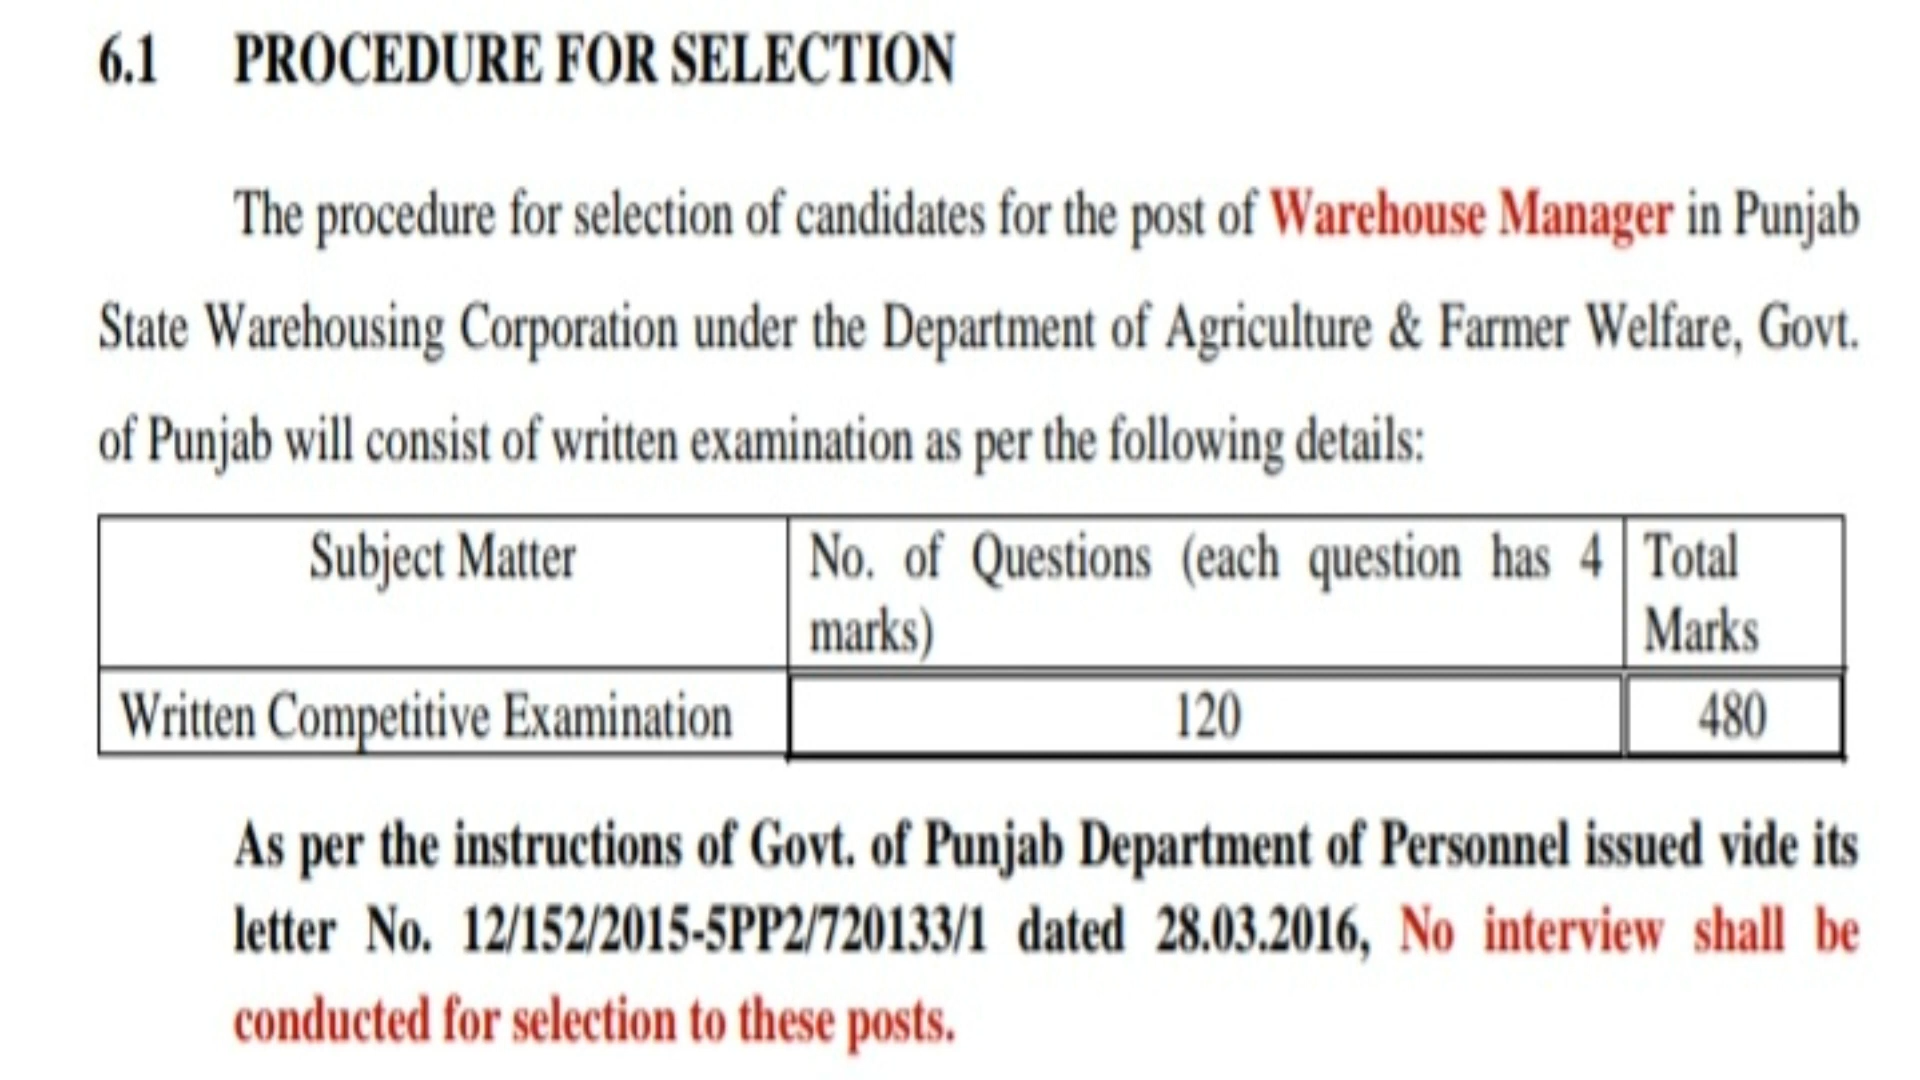 6.1 PROCEDURE FOR SELECTION
The procedure for selection of candidates for the post of Warehouse Manager in Punjab
State Warehousing Corporation under the Department of Agriculture & Farmer Welfare, Govt.
of Punjab will consist of written examination as per the following details:
Subject Matter
No. of Questions (each question has 4
marks)
Total
Marks
Written Competitive Examination
120
480
As per the instructions of Govt. of Punjab Department of Personnel issued vide its
letter No. 12/152/2015-5PP2/720133/1 dated 28.03.2016, No interview shall be
conducted for selection to these posts.